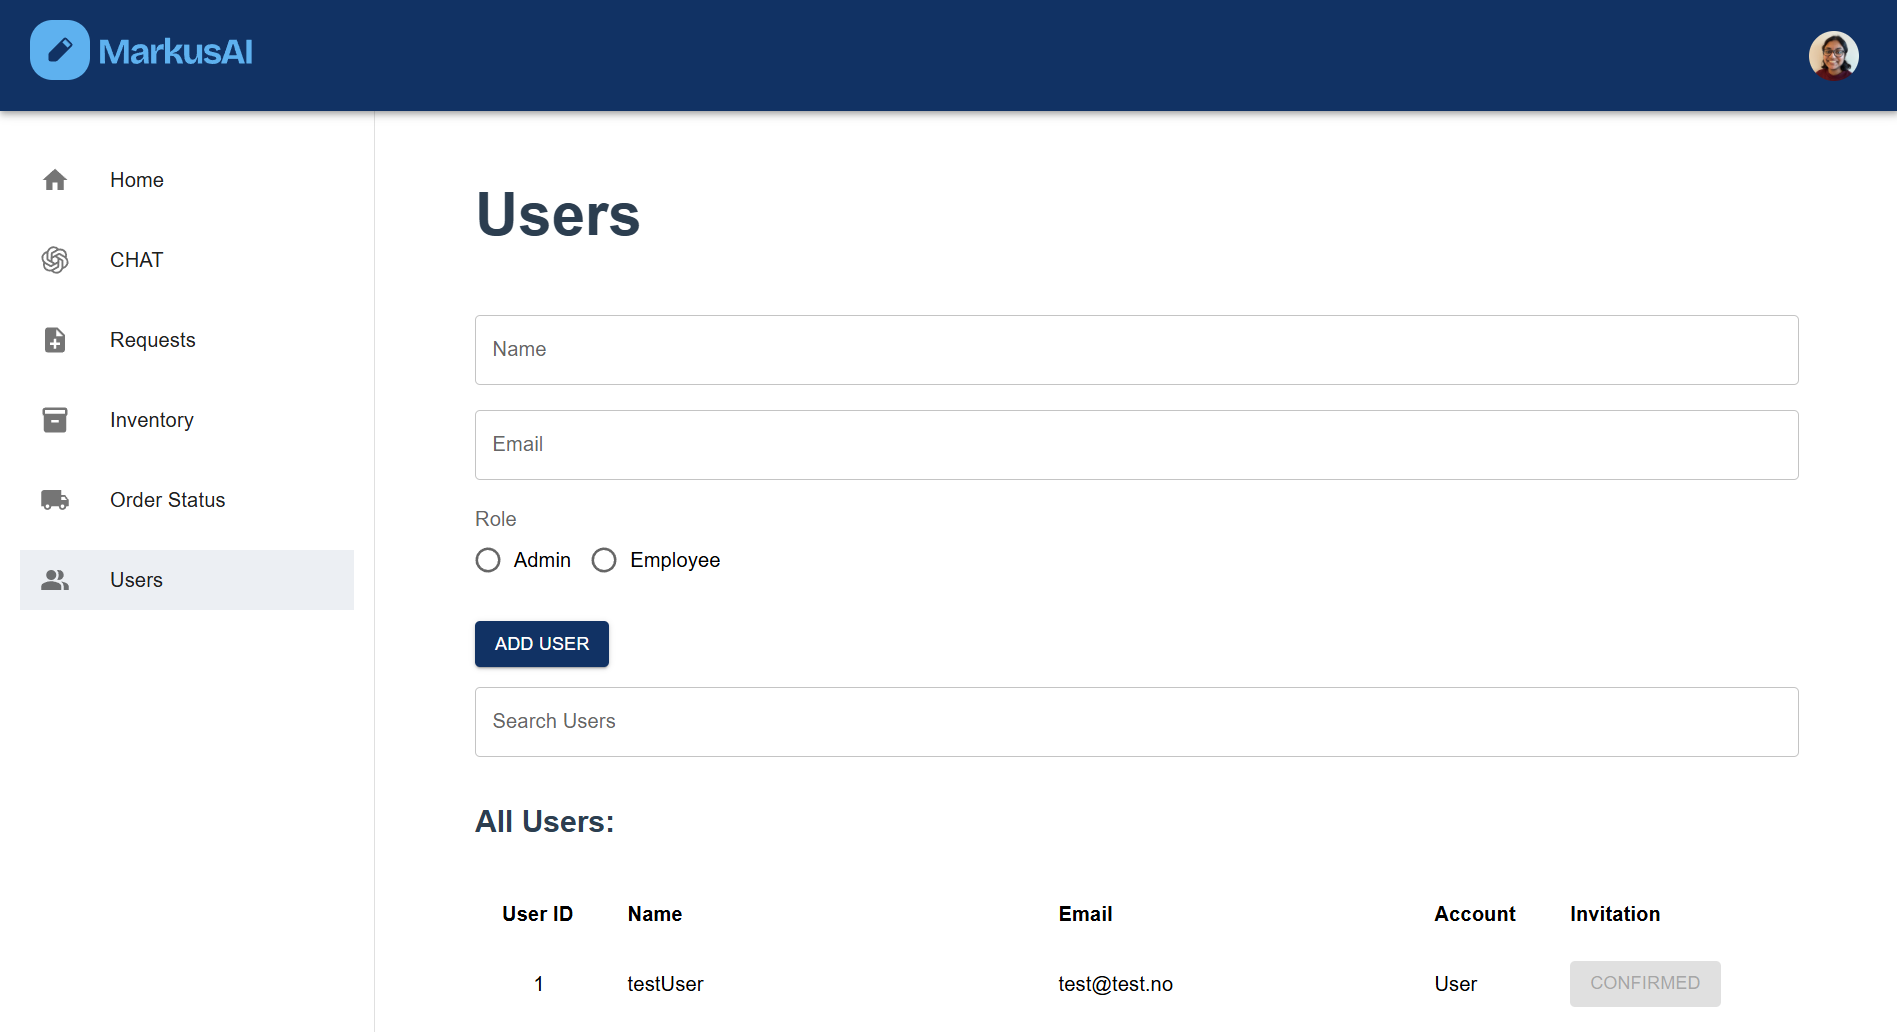 MarkusAI
Home
CHAT
Requests
Inventory
Order Status
Users
Users
Name
Email
Role
Admin Employee
ADD USER
Search Users
All Users:
User ID Name Email Account Invitation
1 testUser test@test.no User CONFIRMED